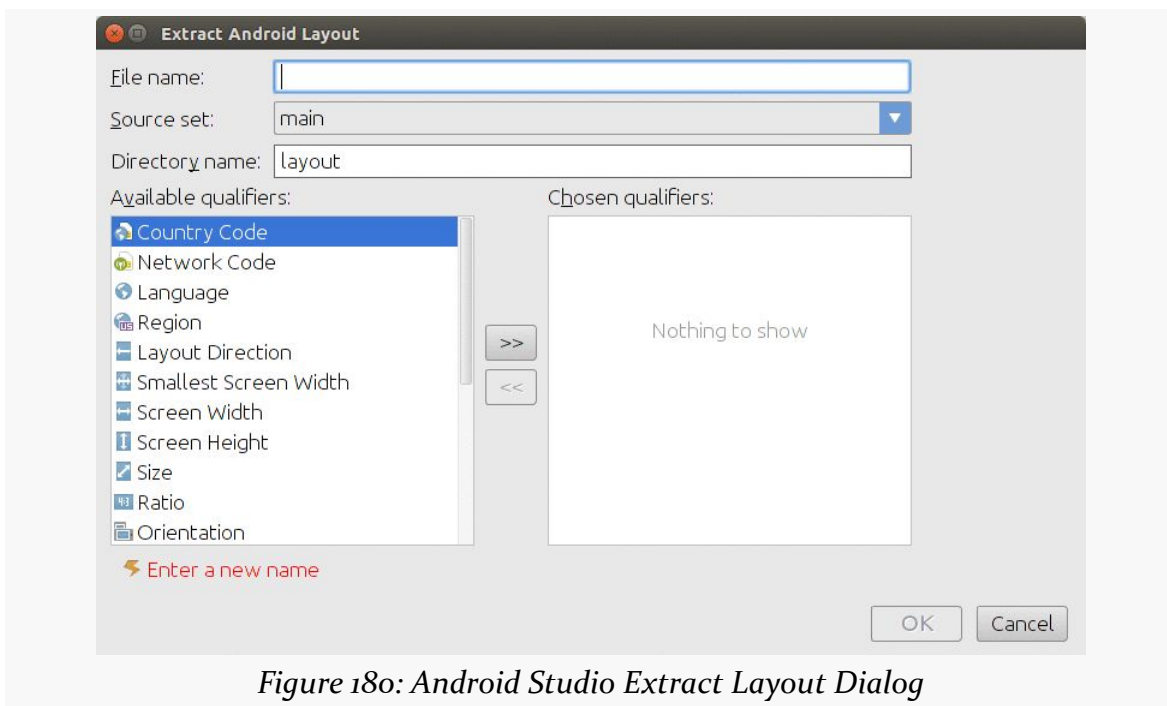 Extract Android Layout
File name:
Source set: main
Directory name: layout
Available qualifiers:
Chosen qualifiers:
Country Code
Network Code
Language
Region
Layout Direction
Smallest Screen Width
Screen Width
Screen Height
Size
Ratio
Orientation
>>
<<
Nothing to show
Enter a new name
OK Cancel
Figure 180: Android Studio Extract Layout Dialog